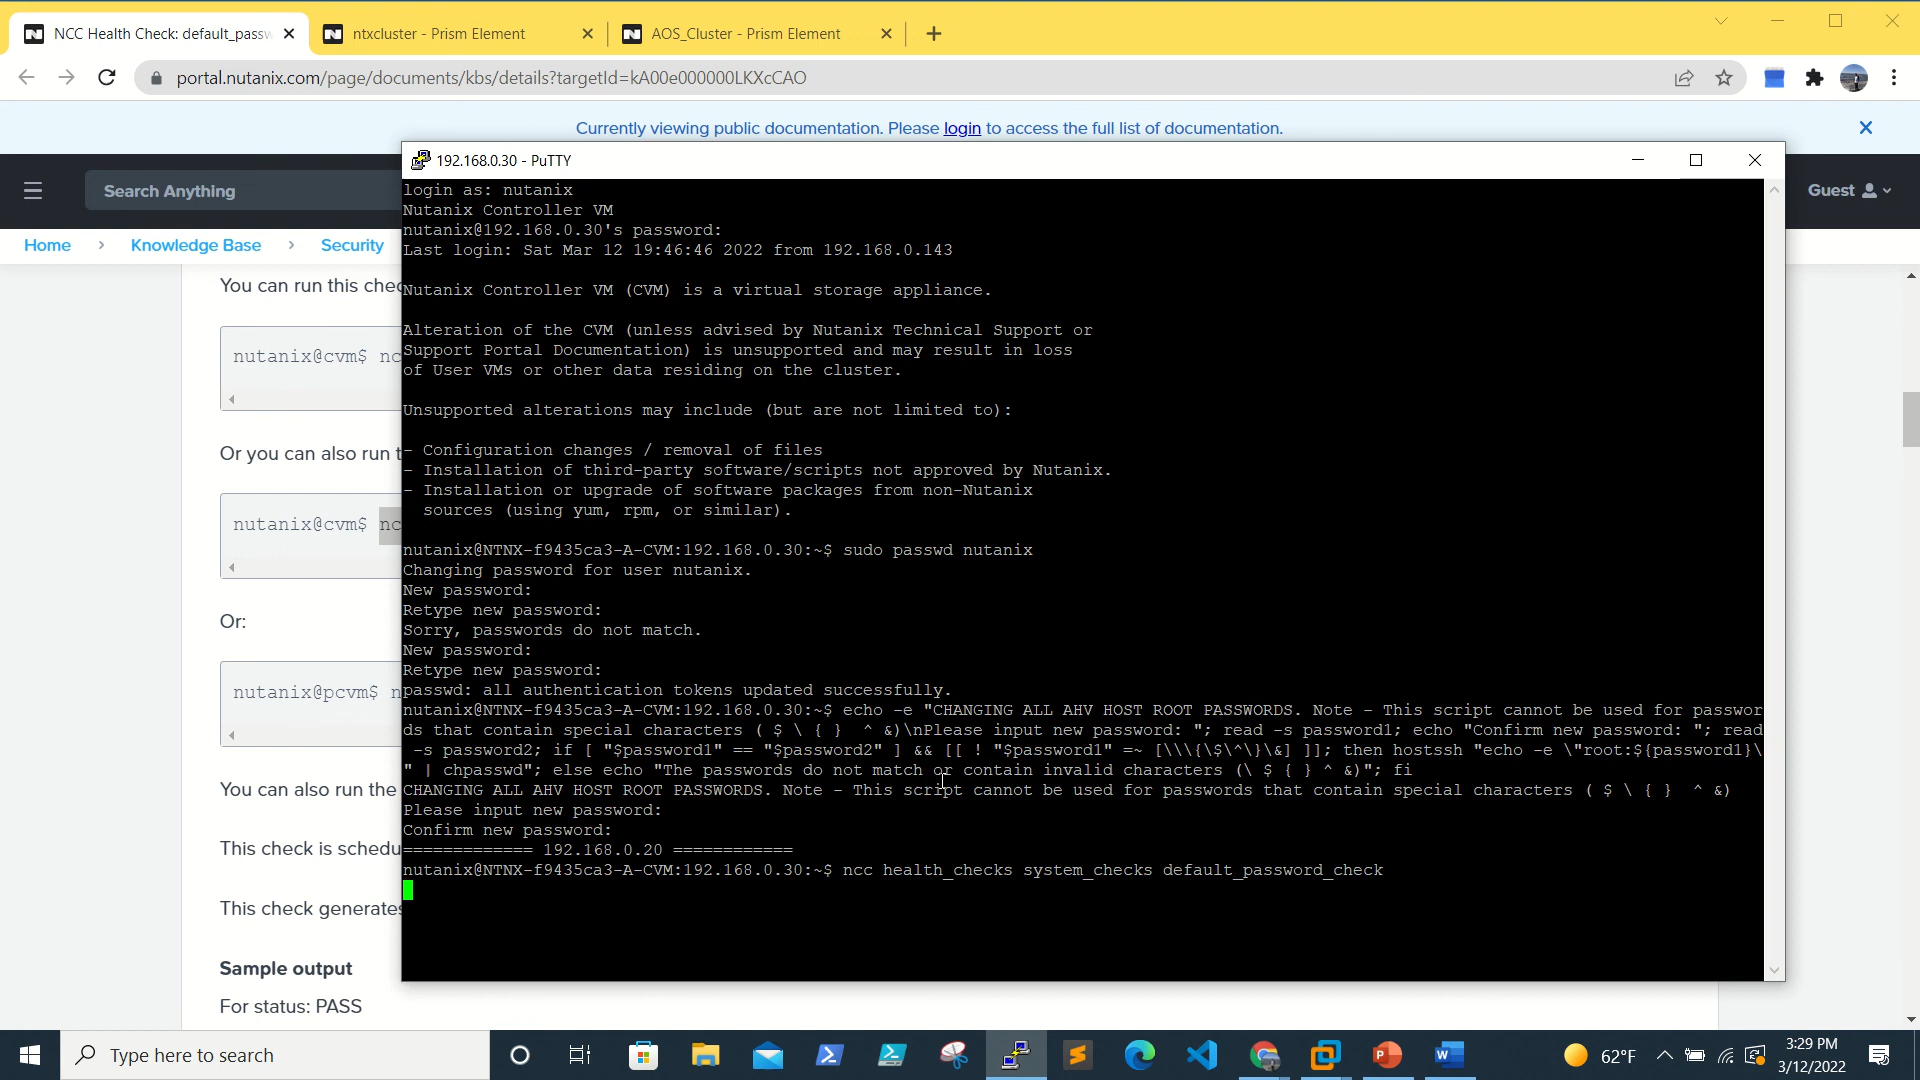 NCC Health Check: default_passw
ntxcluster - Prism Element
AOS_Cluster - Prism Element
portal.nutanix.com/page/documents/kbs/details?targetId=kA00e000000LKXcCAO
Currently viewing public documentation. Please login to access the full list of documentation.
Search Anything
Guest
Home > Knowledge Base > Security
You can run this chec
nutanix@cvm$ nc
Or you can also run t
nutanix@cvm$ nc
Or:
nutanix@pcvm$ n
You can also run the
This check is schedu
This check generates
Sample output
For status: PASS
192.168.0.30 - PuTTY
login as: nutanix
Nutanix Controller VM
nutanix@192.168.0.30's password:
Last login: Sat Mar 12 19:46:46 2022 from 192.168.0.143
Nutanix Controller VM (CVM) is a virtual storage appliance.
Alteration of the CVM (unless advised by Nutanix Technical Support or
Support Portal Documentation) is unsupported and may result in loss
of User VMs or other data residing on the cluster.
Unsupported alterations may include (but are not limited to):
- Configuration changes / removal of files
- Installation of third-party software/scripts not approved by Nutanix.
- Installation or upgrade of software packages from non-Nutanix
sources (using yum, rpm, or similar).
nutanix@NTNX-f9435ca3-A-CVM:192.168.0.30:~$ sudo passwd nutanix
Changing password for user nutanix.
New password:
Retype new password:
Sorry, passwords do not match.
New password:
Retype new password:
passwd: all authentication tokens updated successfully.
nutanix@NTNX-f9435ca3-A-CVM:192.168.0.30:~$ echo -e "CHANGING ALL AHV HOST ROOT PASSWORDS. Note - This script cannot be used for passwor
ds that contain special characters ( $ \ { }  ^ &)\nPlease input new password: "; read -s password1; echo "Confirm new password: "; read
-s password2; if [ "$password1" == "$password2" ] && [[ ! "$password1" =~ [\\\{\$\^\}\&] ]]; then hostssh "echo -e \"root:${password1}\
" | chpasswd"; else echo "The passwords do not match or contain invalid characters (\ $ { } ^ &)"; fi
CHANGING ALL AHV HOST ROOT PASSWORDS. Note - This script cannot be used for passwords that contain special characters ( $ \ { }  ^ &)
Please input new password:
Confirm new password:
============= 192.168.0.20 ============
nutanix@NTNX-f9435ca3-A-CVM:192.168.0.30:~$ ncc health_checks system_checks default_password_check
Type here to search
62°F
3:29 PM
3/12/2022